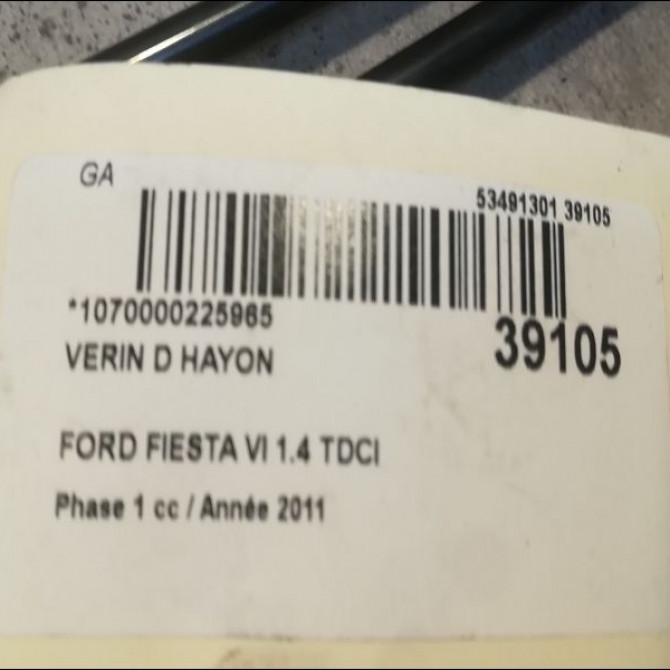 GA
53491301 39105
*1070000225965
39105
VERIN D HAYON
FORD FIESTA VI 1.4 TDCI
Phase 1 cc / Année 2011